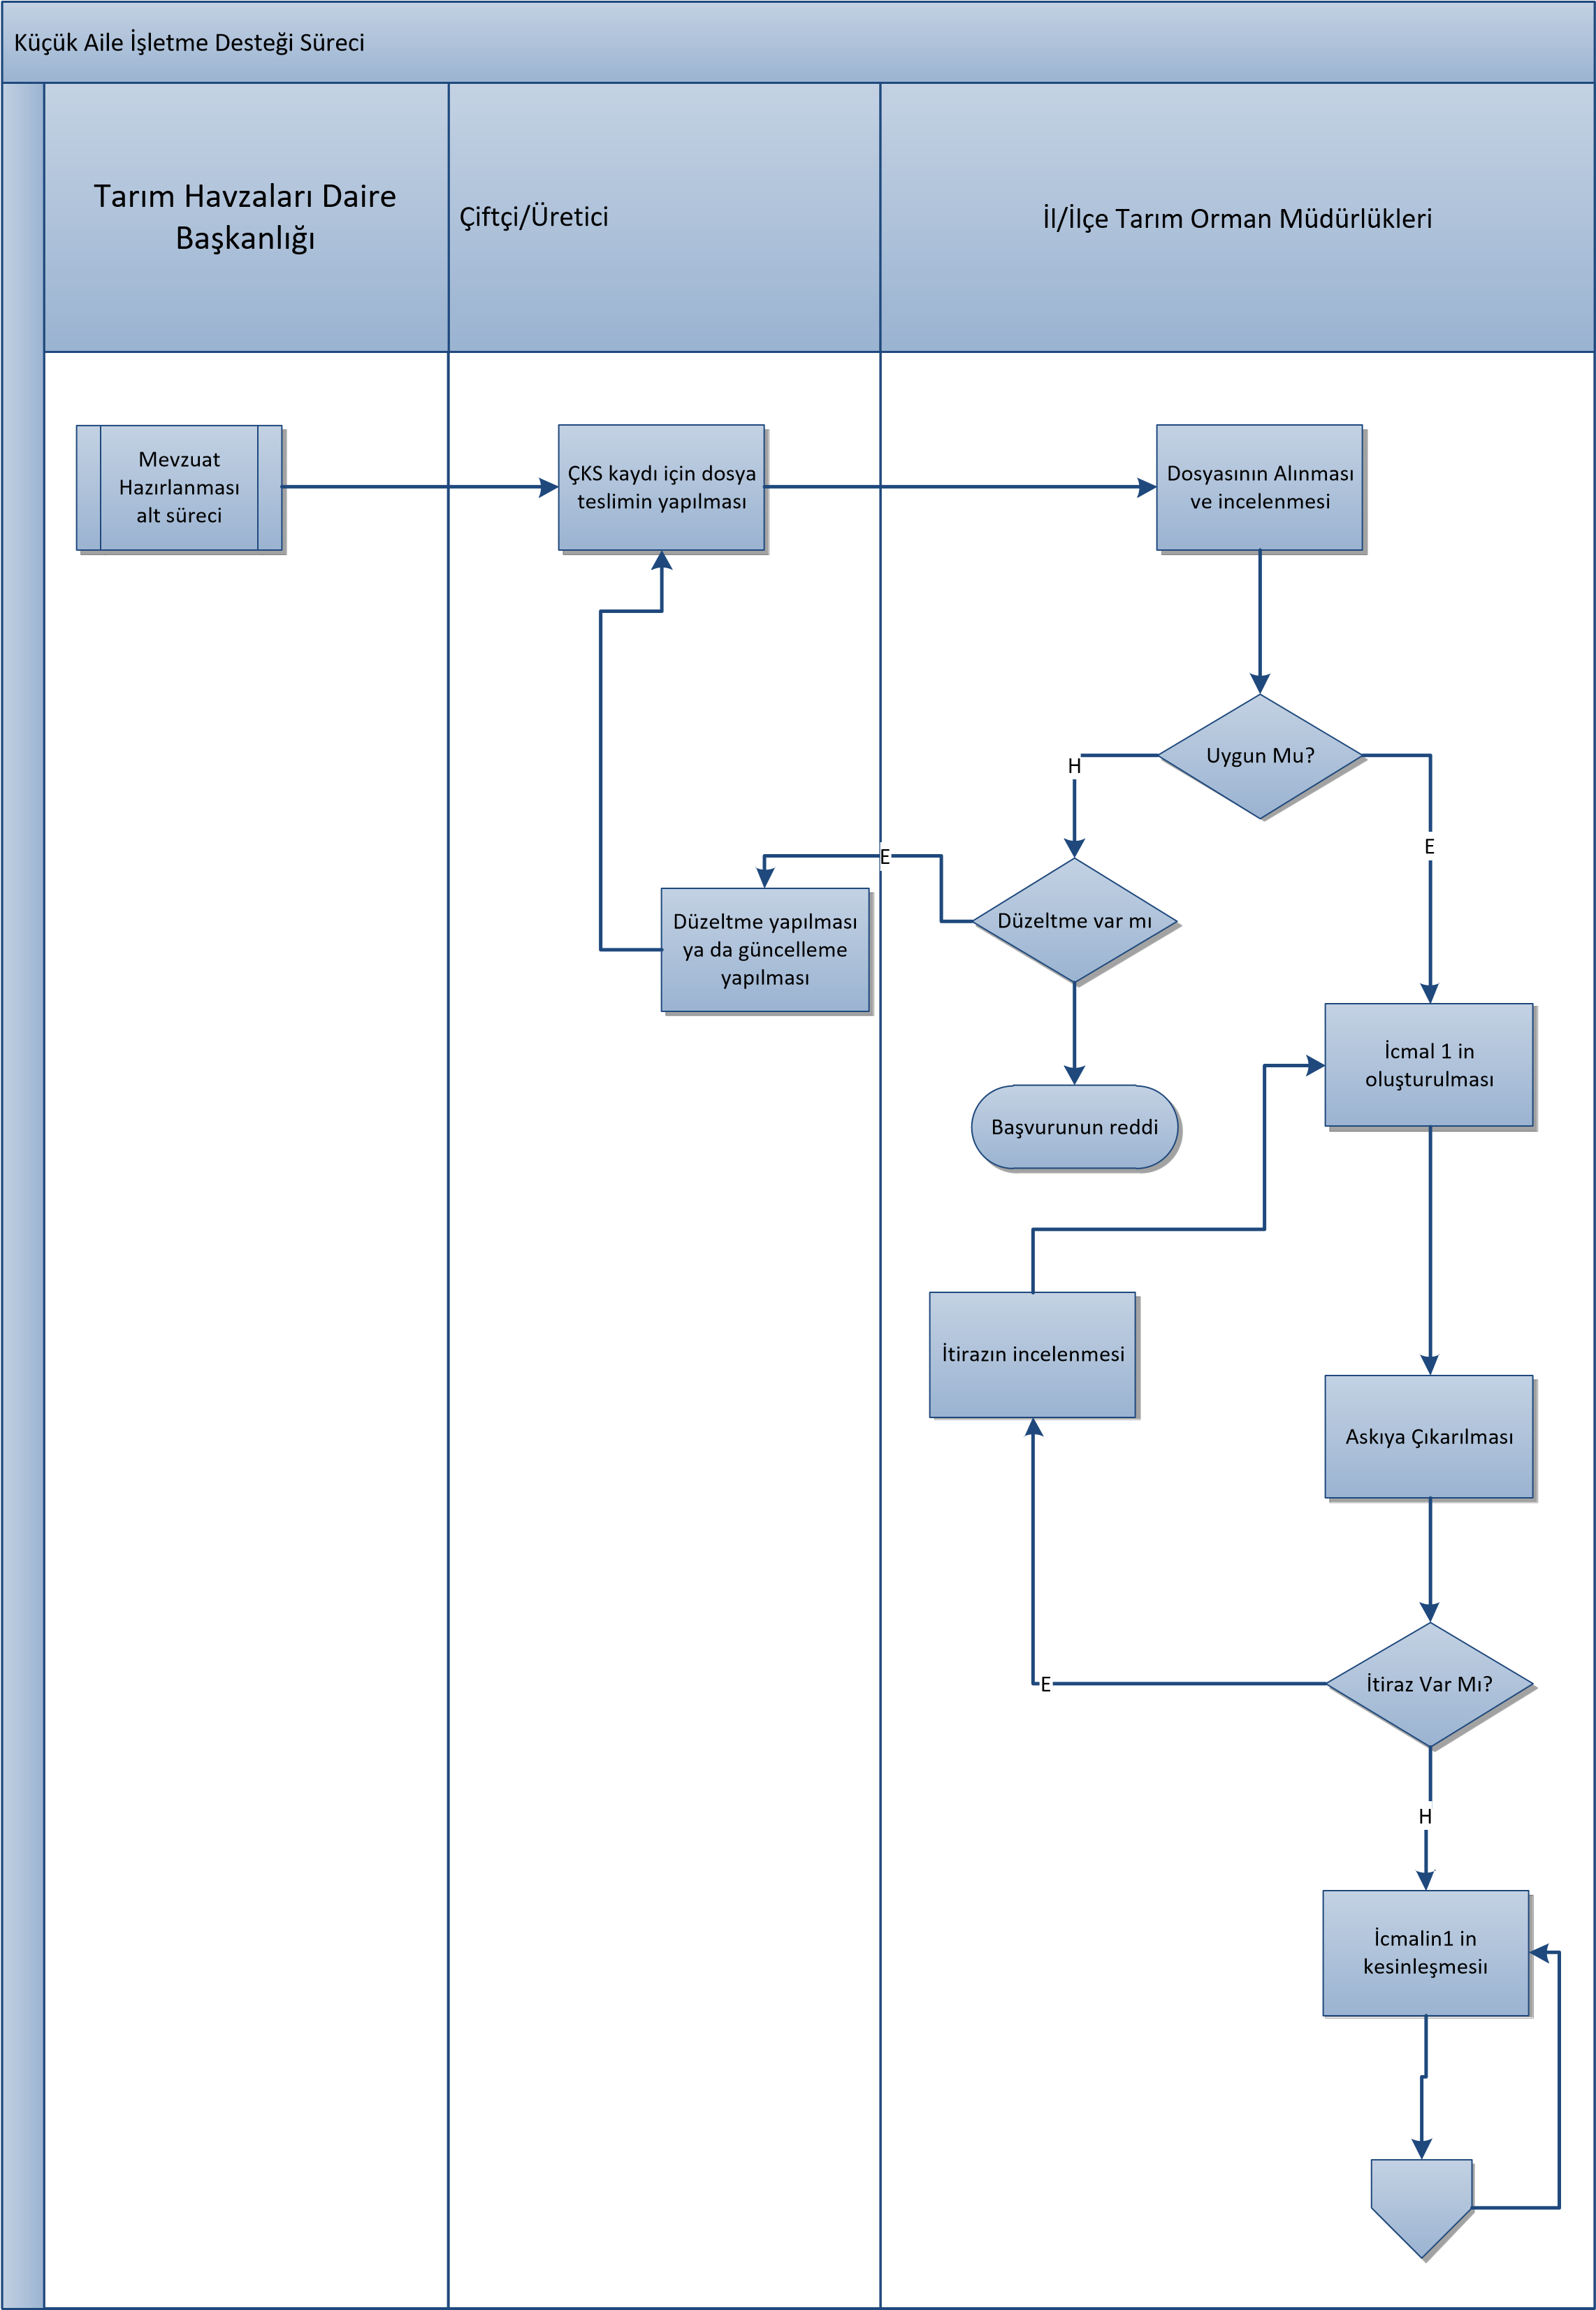 Küçük Aile İşletme Desteği Süreci
Tarım Havzaları Daire
Başkanlığı
Çiftçi/Üretici
İl/İlçe Tarım Orman Müdürlükleri
Mevzuat
Hazırlanması
alt süreci
ÇKS kaydı için dosya
teslimin yapılması
Dosyasının Alınması
ve incelenmesi
Uygun Mu?
H
E
E
Düzeltme var mı
Düzeltme yapılması
ya da güncelleme
yapılması
İcmal 1 in
oluşturulması
Başvurunun reddi
İtirazın incelenmesi
Askıya Çıkarılması
E
İtiraz Var Mı?
H
İcmalin1 in
kesinleşmesiı